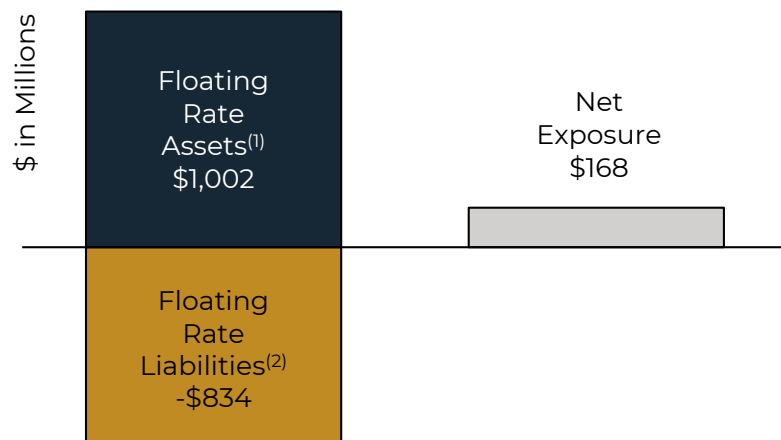 $ in Millions
Floating
Rate
Assets(1)
$1,002
Net
Exposure
$168
Floating
Rate
Liabilities(2)
-$834